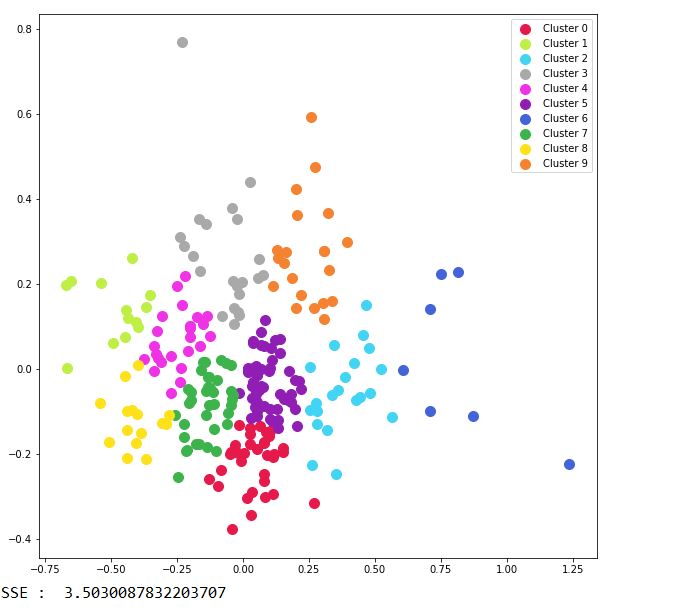 0.8
0.6
0.4
0.2
0.0
−0.2
−0.4
Cluster 0
Cluster 1
Cluster 2
Cluster 3
Cluster 4
Cluster 5
Cluster 6
Cluster 7
Cluster 8
Cluster 9
−0.75 −0.50 −0.25 0.00 0.25 0.50 0.75 1.00 1.25
SSE :  3.5030087832203707